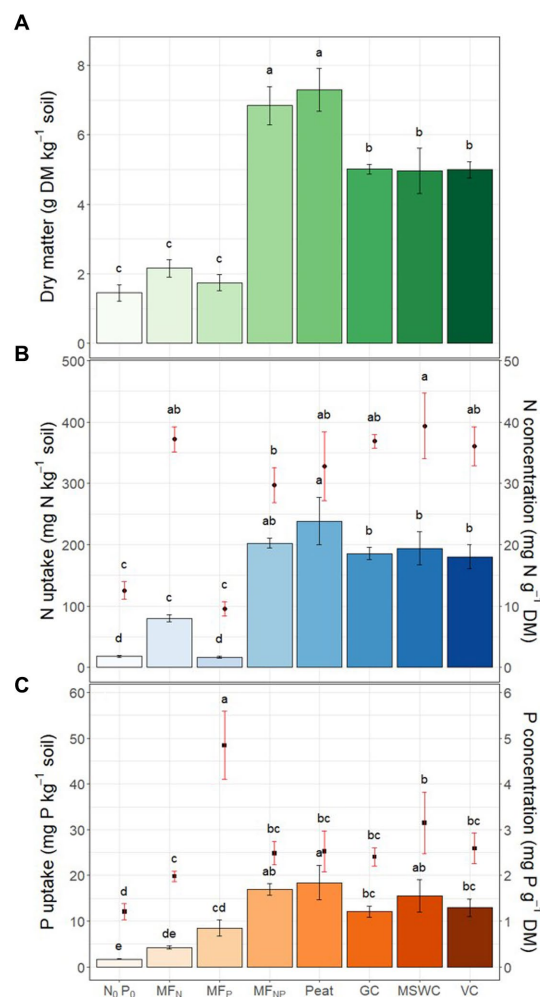 A
Dry matter (g DM kg⁻¹ soil)
8
6
4
2
0
c
c
c
a
a
b
b
b
B
N uptake (mg N kg⁻¹ soil)
500
400
300
200
100
0
N concentration (mg N g⁻¹ DM)
50
40
30
20
10
0
c
ab
c
b
ab
ab
a
ab
d
c
d
ab
a
b
b
b
C
P uptake (mg P kg⁻¹ soil)
60
50
40
30
20
10
0
P concentration (mg P g⁻¹ DM)
6
5
4
3
2
1
0
d
c
a
bc
bc
bc
b
bc
e
de
cd
ab
a
bc
ab
bc
N₀ P₀ MF_N MF_P MF_NP Peat GC MSWC VC